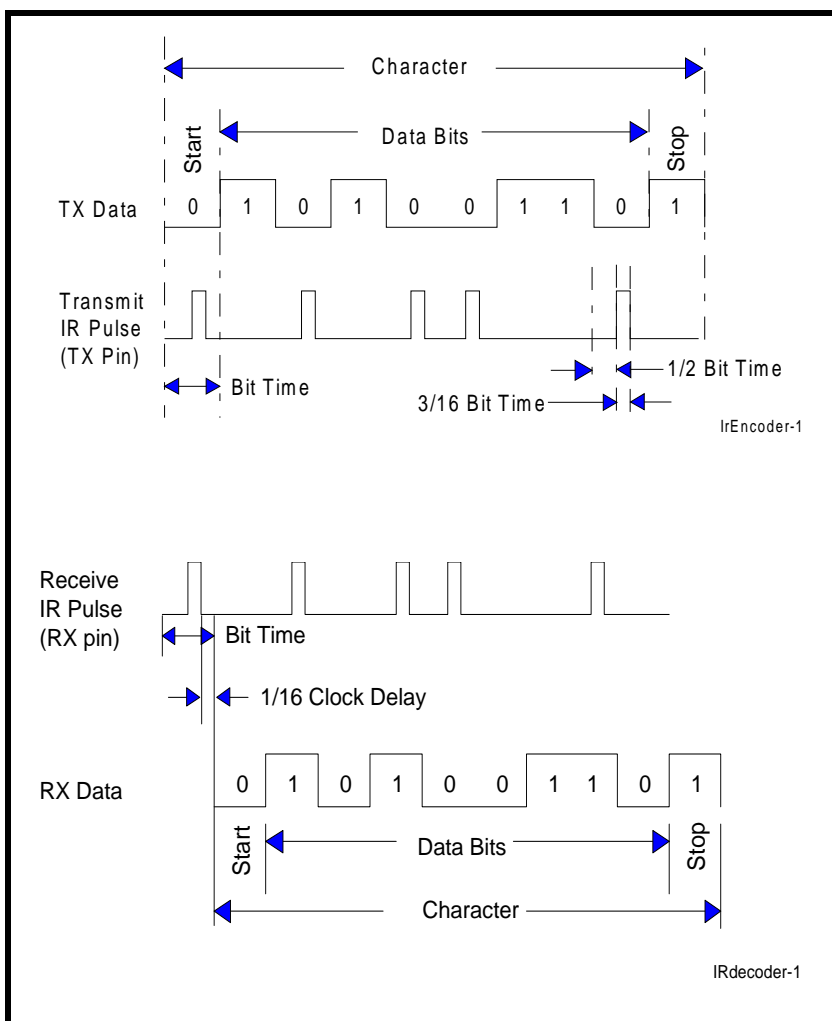 Character
Start
Data Bits
Stop
TX Data
0 1 0 1 0 0 1 1 0 1
Transmit
IR Pulse
(TX Pin)
Bit Time
1/2 Bit Time
3/16 Bit Time
IrEncoder-1
Receive
IR Pulse
(RX pin)
Bit Time
1/16 Clock Delay
RX Data
0 1 0 1 0 0 1 1 0 1
Start
Data Bits
Stop
Character
IRdecoder-1